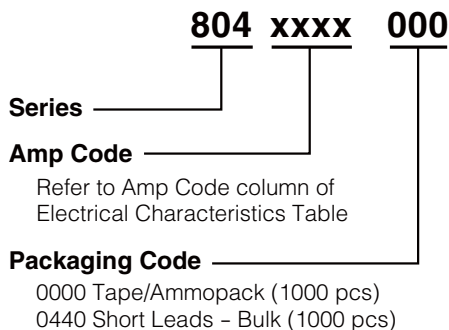 804 xxxx 000
Series
Amp Code
Refer to Amp Code column of
Electrical Characteristics Table
Packaging Code
0000 Tape/Ammopack (1000 pcs)
0440 Short Leads – Bulk (1000 pcs)